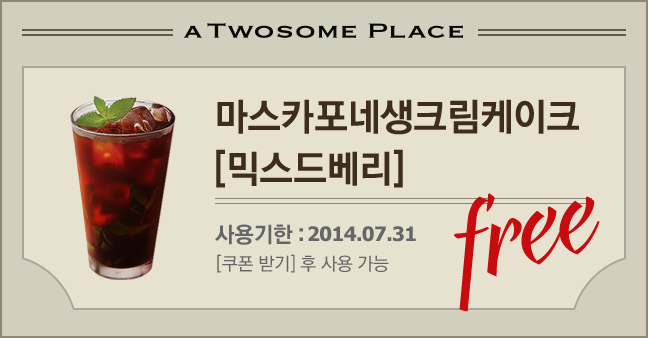 A TWOSOME PLACE
마스카포네생크림케이크
[믹스드베리]
사용기한 : 2014.07.31
[쿠폰 받기] 후 사용 가능
free